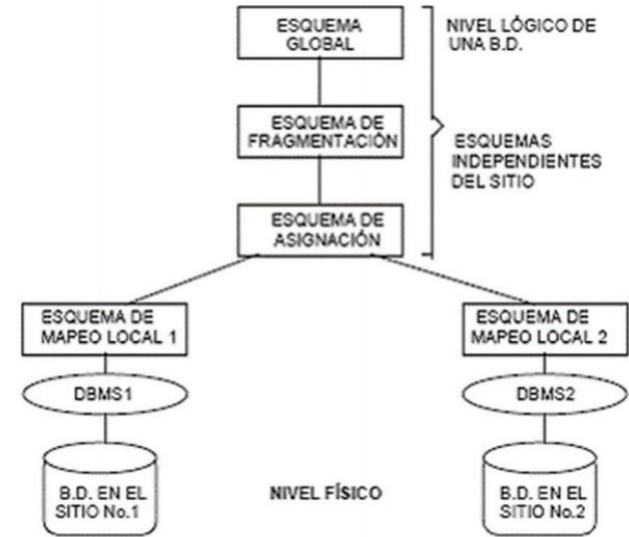 ESQUEMA
GLOBAL
NIVEL LÓGICO DE
UNA B.D.
ESQUEMA DE
FRAGMENTACIÓN
ESQUEMAS
INDEPENDIENTES
DEL SITIO
ESQUEMA DE
ASIGNACIÓN
ESQUEMA DE
MAPEO LOCAL 1
ESQUEMA DE
MAPEO LOCAL 2
DBMS1
DBMS2
B.D. EN EL
SITIO No.1
NIVEL FÍSICO
B.D. EN EL
SITIO No.2